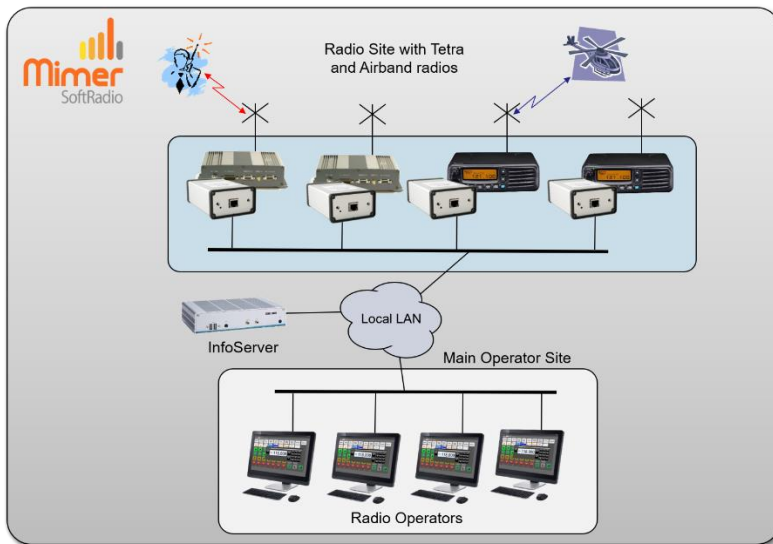 Mimer
SoftRadio
Radio Site with Tetra
and Airband radios
Local LAN
InfoServer
Main Operator Site
Radio Operators